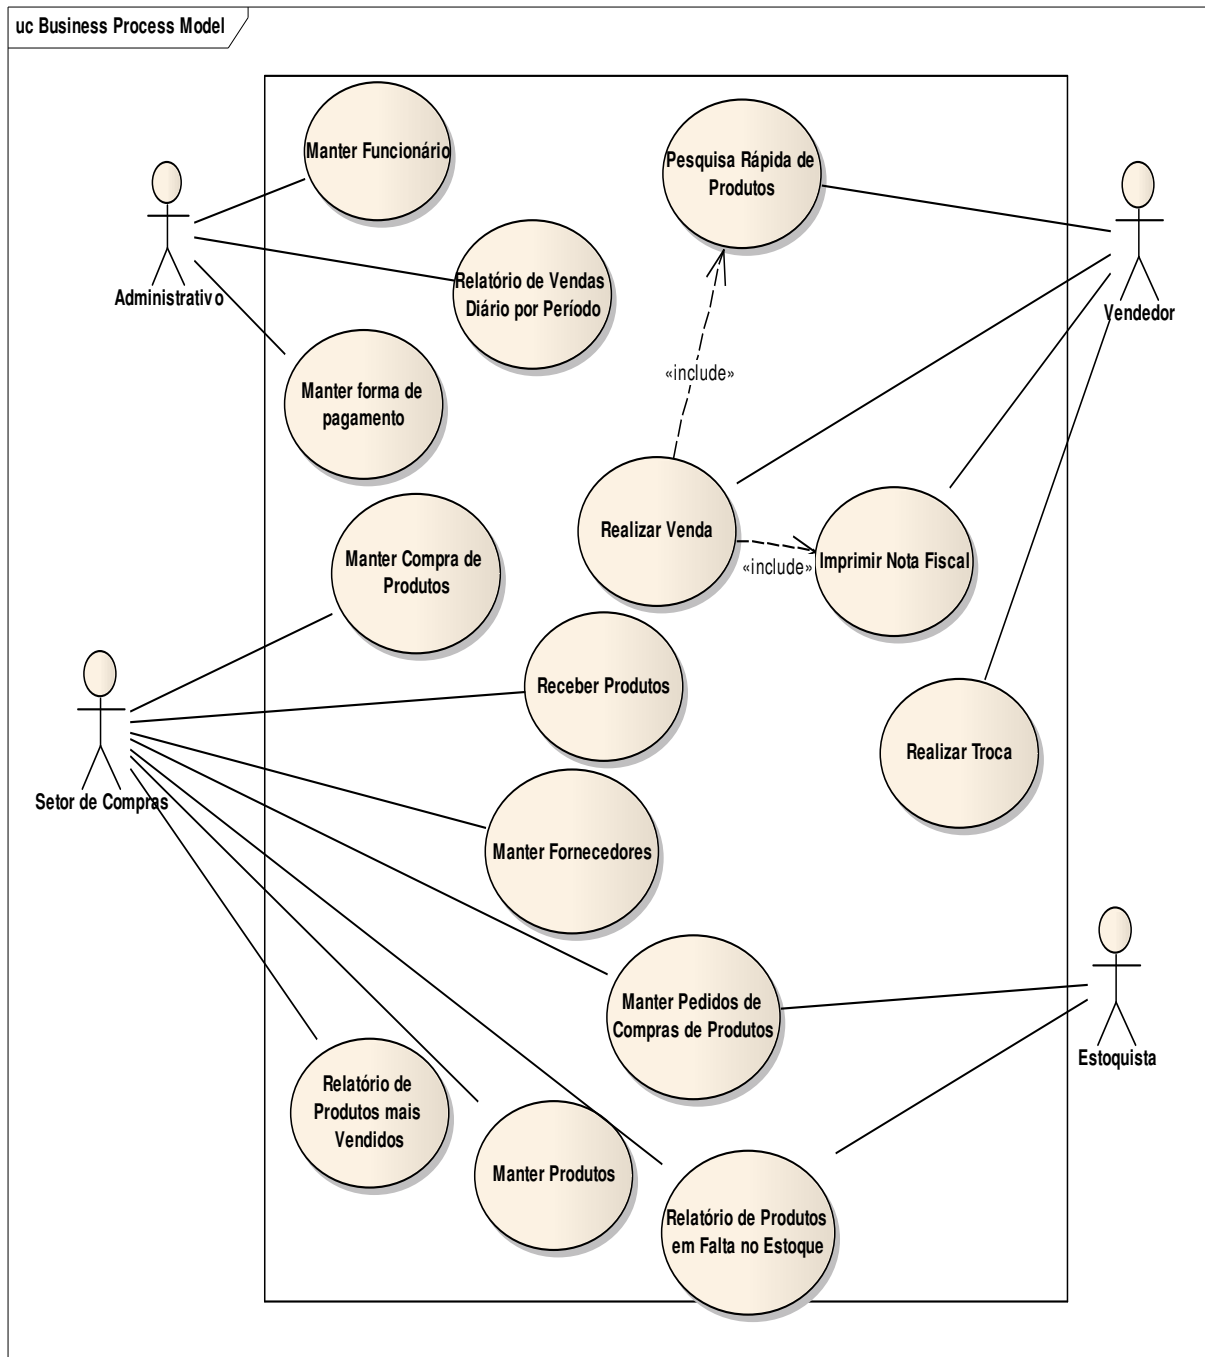 uc Business Process Model
Manter Funcionário
Pesquisa Rápida de
Produtos
Administrativo
Relatório de Vendas
Diário por Período
Vendedor
Manter forma de
pagamento
«include»
Realizar Venda
«include»
Imprimir Nota Fiscal
Manter Compra de
Produtos
Receber Produtos
Realizar Troca
Setor de Compras
Manter Fornecedores
Manter Pedidos de
Compras de Produtos
Estoquista
Relatório de
Produtos mais
Vendidos
Manter Produtos
Relatório de Produtos
em Falta no Estoque